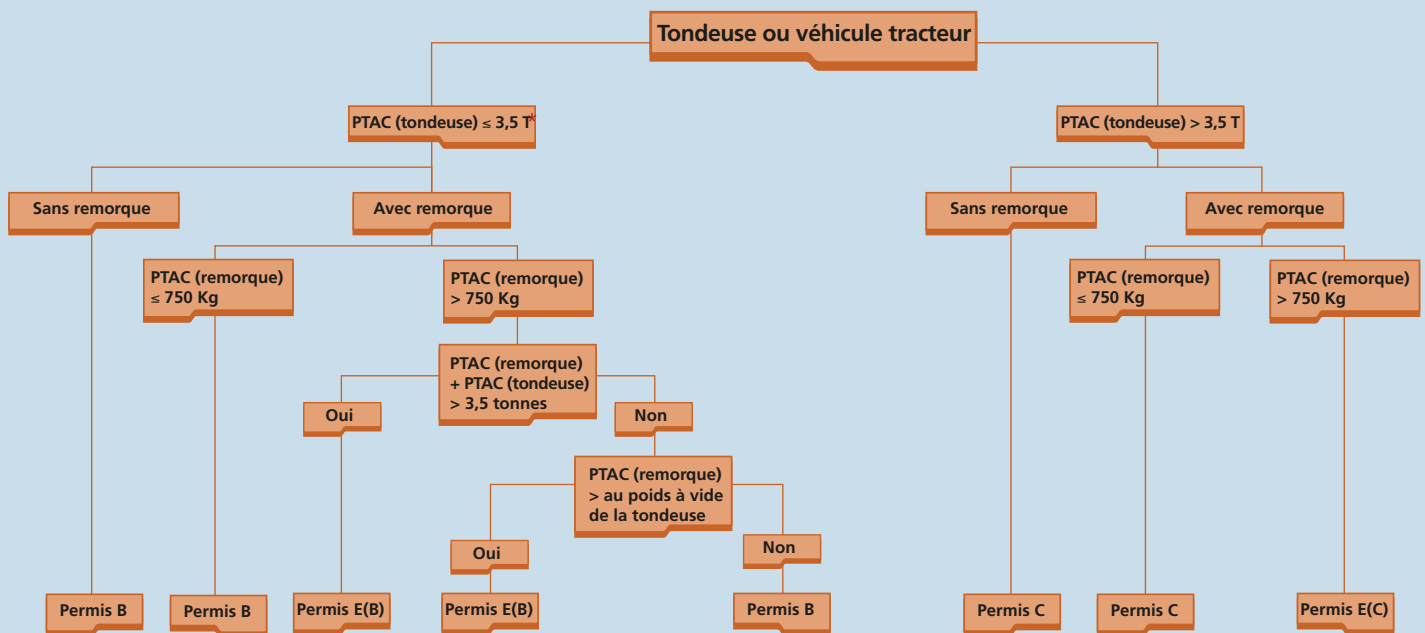 Tondeuse ou véhicule tracteur
PTAC (tondeuse) ≤ 3,5 T*
PTAC (tondeuse) > 3,5 T
Sans remorque
Avec remorque
Sans remorque
Avec remorque
PTAC (remorque)
≤ 750 Kg
PTAC (remorque)
> 750 Kg
PTAC (remorque)
≤ 750 Kg
PTAC (remorque)
> 750 Kg
PTAC (remorque)
+ PTAC (tondeuse)
> 3,5 tonnes
Oui
Non
PTAC (remorque)
> au poids à vide
de la tondeuse
Oui
Non
Permis B
Permis B
Permis E(B)
Permis E(B)
Permis B
Permis C
Permis C
Permis E(C)